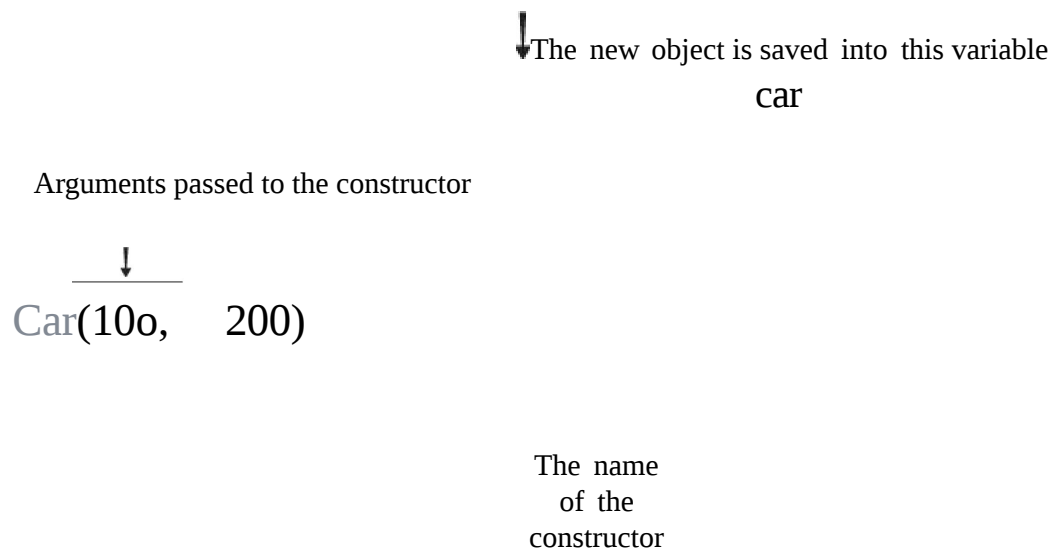 The new object is saved into this variable
car
Arguments passed to the constructor
Car(10o, 200)
The name
of the
constructor